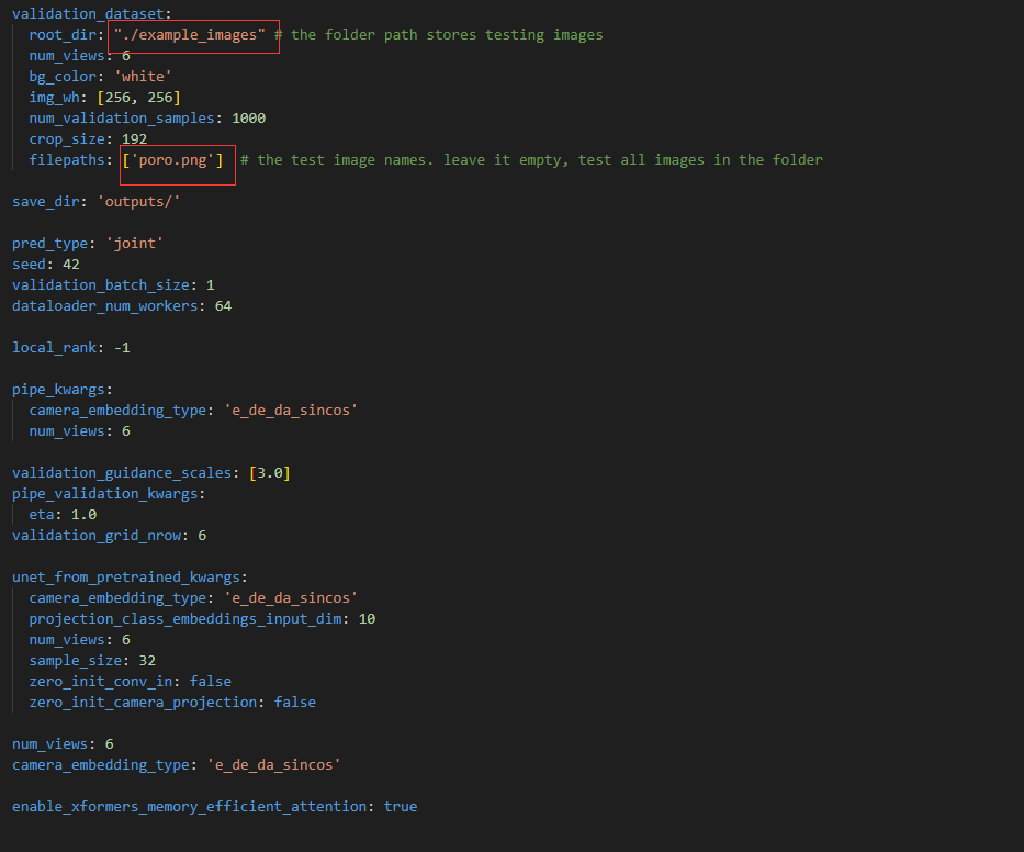 validation_dataset:
root_dir: "./example_images" # the folder path stores testing images
num_views: 6
bg_color: 'white'
img_wh: [256, 256]
num_validation_samples: 1000
crop_size: 192
filepaths: ['poro.png'] # the test image names. leave it empty, test all images in the folder
save_dir: 'outputs/'
pred_type: 'joint'
seed: 42
validation_batch_size: 1
dataloader_num_workers: 64
local_rank: -1
pipe_kwargs:
camera_embedding_type: 'e_de_da_sincos'
num_views: 6
validation_guidance_scales: [3.0]
pipe_validation_kwargs:
eta: 1.0
validation_grid_nrow: 6
unet_from_pretrained_kwargs:
camera_embedding_type: 'e_de_da_sincos'
projection_class_embeddings_input_dim: 10
num_views: 6
sample_size: 32
zero_init_conv_in: false
zero_init_camera_projection: false
num_views: 6
camera_embedding_type: 'e_de_da_sincos'
enable_xformers_memory_efficient_attention: true